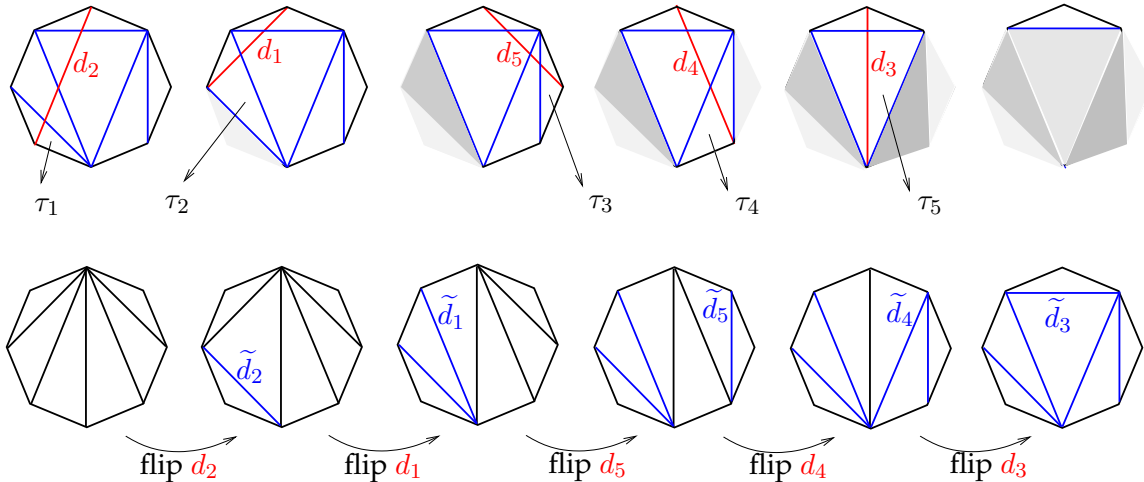 d₂ d₁ d₅ d₄ d₃
τ₁ τ₂ τ₃ τ₄ τ₅
d̃₂ d̃₁ d̃₅ d̃₄ d̃₃
flip d₂ flip d₁ flip d₅ flip d₄ flip d₃